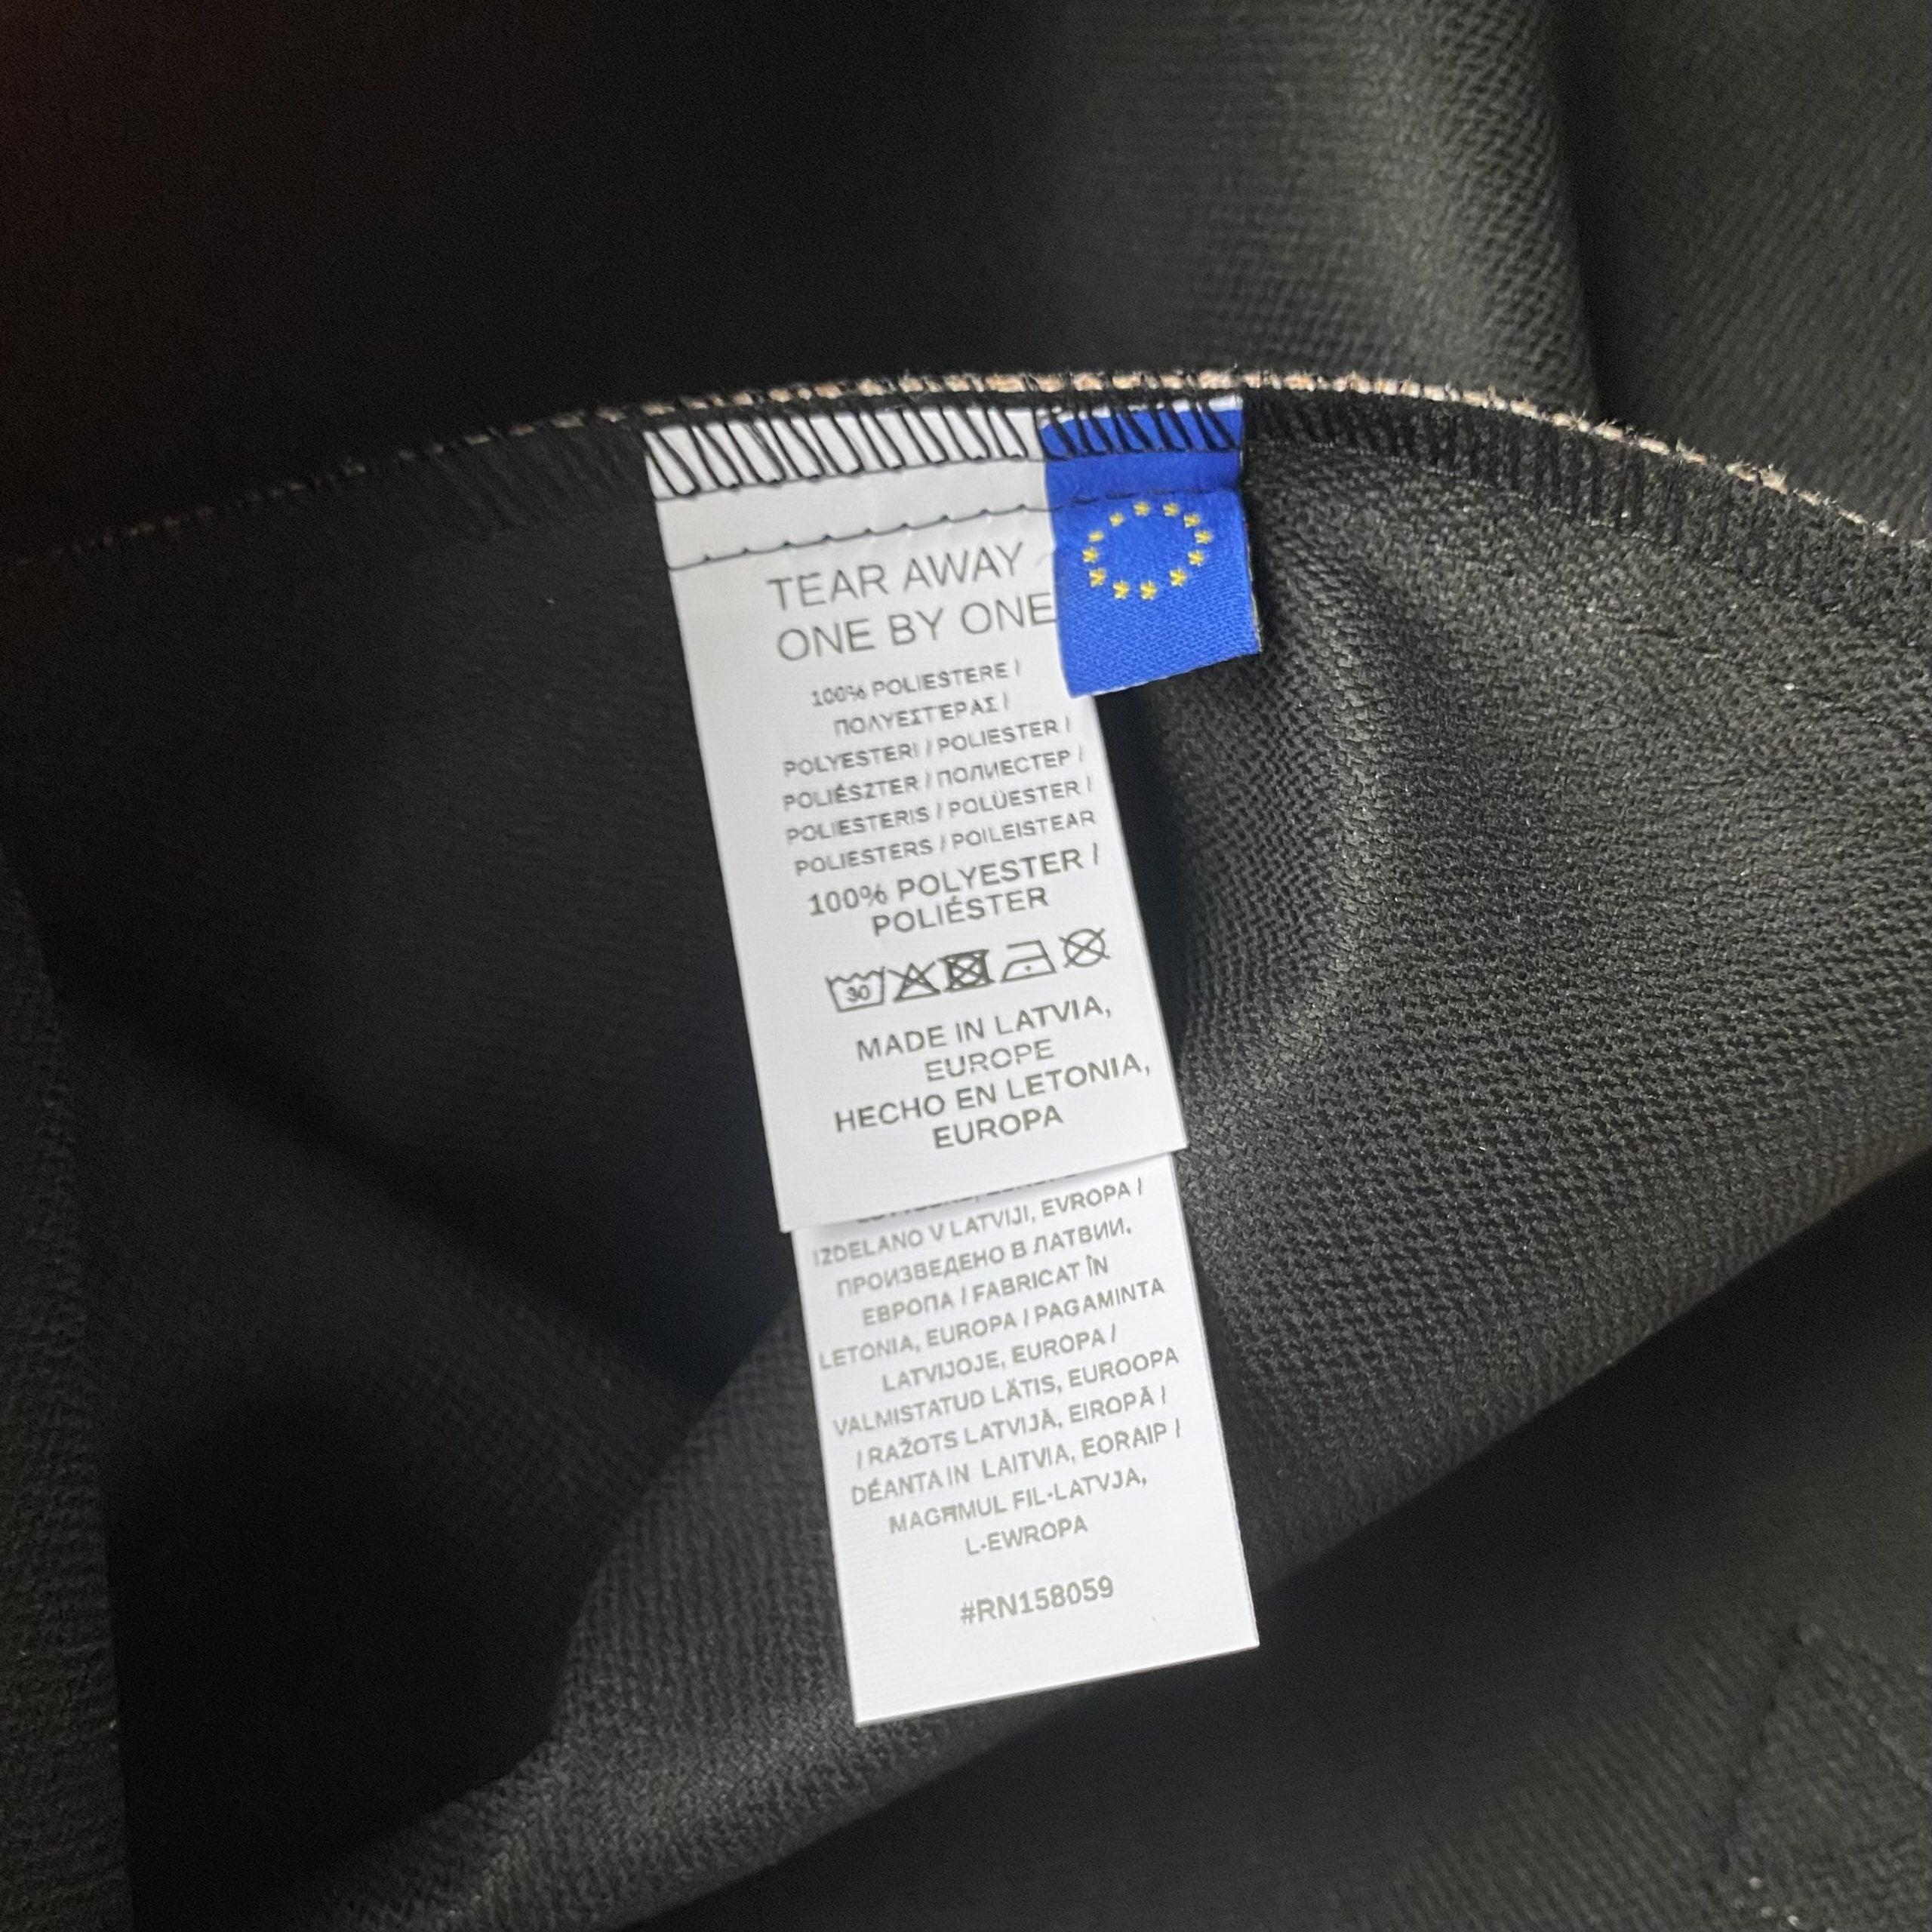 TEAR AWAY
ONE BY ONE
100% POLIESTERE /
ΠΟΛΥΕΣΤΈΡΑΣ /
POLYESTERI / POLIESTER /
POLIÉSZTER / ПОЛИЕСТЕР /
POLIESTERIS / POLÜESTER /
POLIESTERS / POILEISTEAR
100% POLYESTER /
POLIÉSTER
30
MADE IN LATVIA,
EUROPE
HECHO EN LETONIA,
EUROPA
IZDELANO V LATVIJI, EVROPA /
ПРОИЗВЕДЕНО В ЛАТВИИ,
ЕВРОПА / FABRICAT ÎN
LETONIA, EUROPA / PAGAMINTA
LATVIJOJE, EUROPA /
VALMISTATUD LÄTIS, EUROOPA
/ RAŽOTS LATVIJĀ, EIROPĀ /
DÉANTA IN LAITVIA, EORAIP /
MAGĦMUL FIL-LATVJA,
L-EWROPA
#RN158059